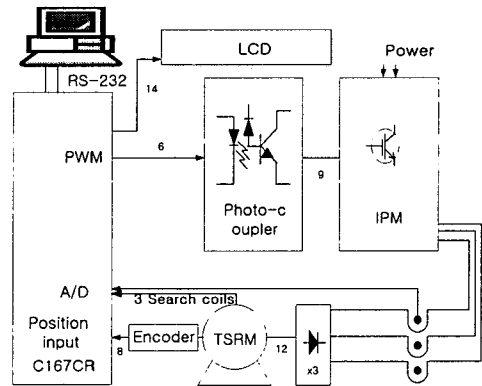 LCD
Power
RS-232
14
PWM
6
9
Photo-c
oupler
IPM
A/D
3 Search coils
Position
input
8
Encoder
TSRM
12
C167CR
x3